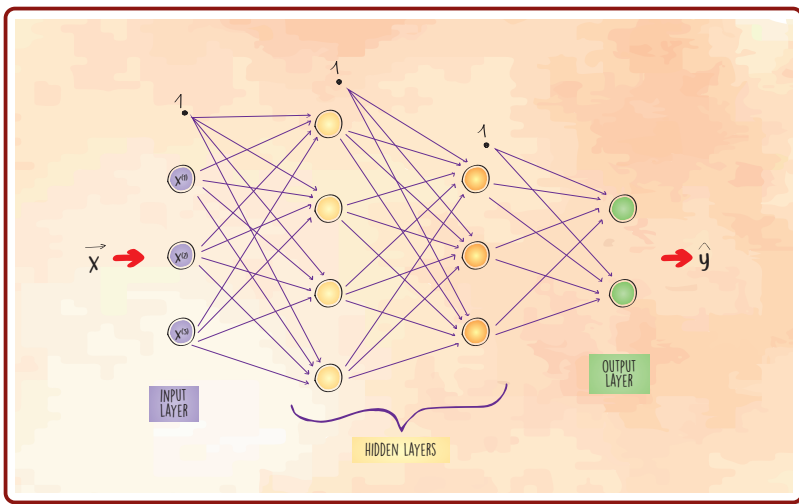 1
1
1
x(1)
x(2)
x(3)
x
ŷ
INPUT
LAYER
HIDDEN LAYERS
OUTPUT
LAYER